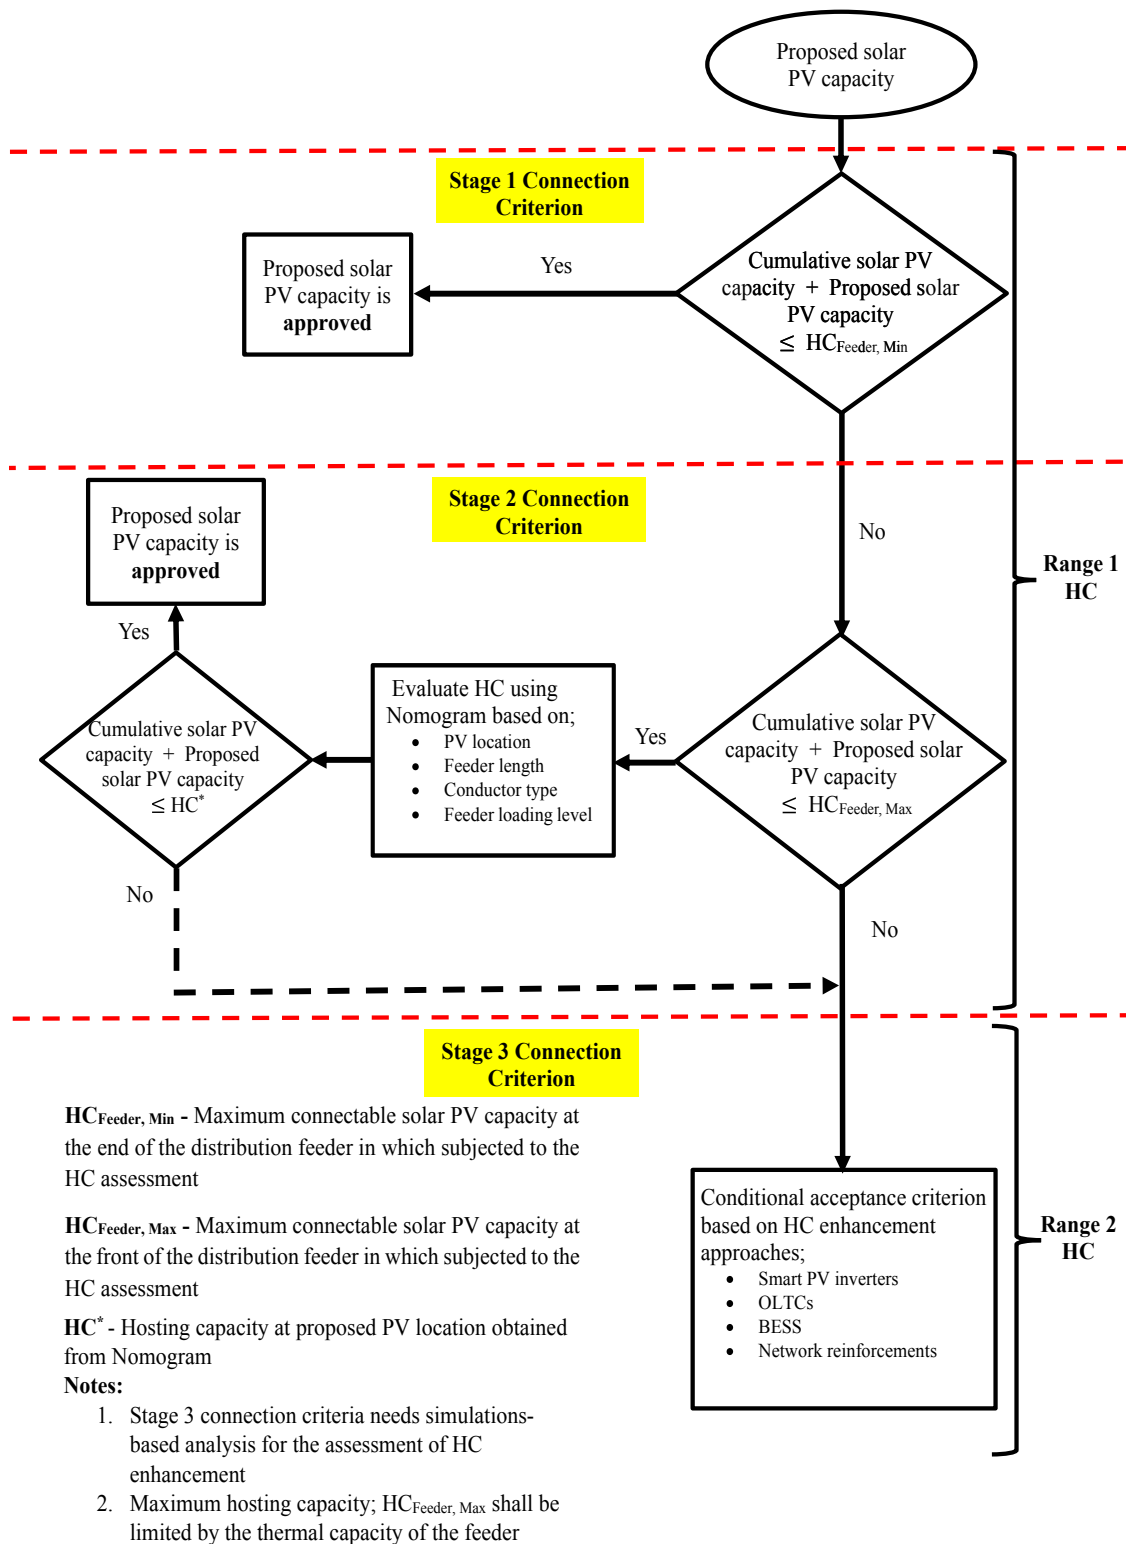 Proposed solar
PV capacity
Stage 1 Connection
Criterion
Proposed solar
PV capacity is
approved
Yes
Cumulative solar PV
capacity + Proposed solar
PV capacity
≤ HCFeeder, Min
Stage 2 Connection
Criterion
Proposed solar
PV capacity is
approved
No
Range 1
HC
Yes
Cumulative solar PV
capacity + Proposed
solar PV capacity
≤ HC*
Evaluate HC using
Nomogram based on;
• PV location
• Feeder length
• Conductor type
• Feeder loading level
Yes
Cumulative solar PV
capacity + Proposed solar
PV capacity
≤ HCFeeder, Max
No
No
Stage 3 Connection
Criterion
HCFeeder, Min - Maximum connectable solar PV capacity at
the end of the distribution feeder in which subjected to the
HC assessment
HCFeeder, Max - Maximum connectable solar PV capacity at
the front of the distribution feeder in which subjected to the
HC assessment
HC* - Hosting capacity at proposed PV location obtained
from Nomogram
Notes:
1. Stage 3 connection criteria needs simulations-
based analysis for the assessment of HC
enhancement
2. Maximum hosting capacity; HCFeeder, Max shall be
limited by the thermal capacity of the feeder
Conditional acceptance criterion
based on HC enhancement
approaches;
• Smart PV inverters
• OLTCs
• BESS
• Network reinforcements
Range 2
HC